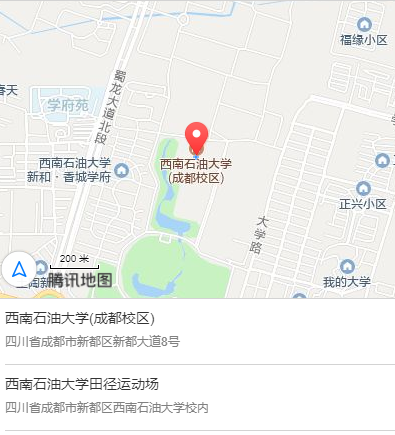 福缘小区
春天
蜀龙大道北段
学府苑
西南石油大学
新和·香城学府
西南石油大学
(成都校区)
正兴小区
大学路
我的大学
200 米
腾讯地图
西南石油大学(成都校区)
四川省成都市新都区新都大道8号
西南石油大学田径运动场
四川省成都市新都区西南石油大学校内